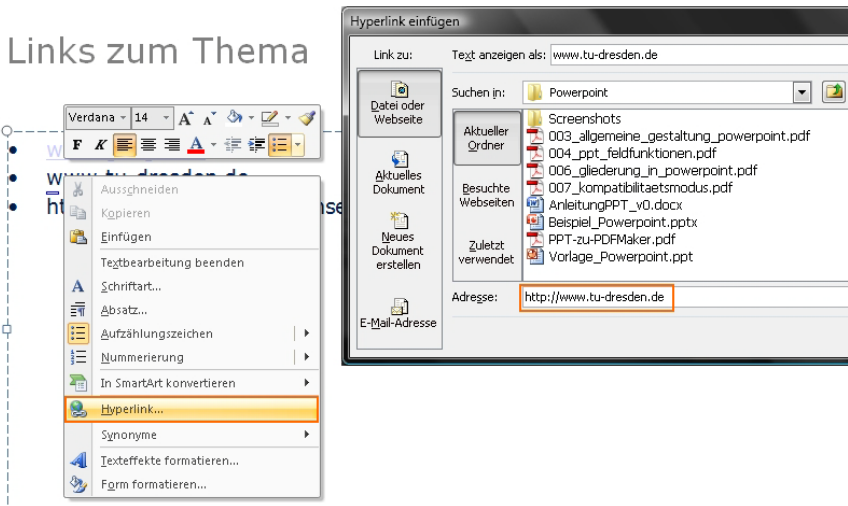 Links zum Thema
Verdana 14
F K A
www.tu-dresden.de
ht
Ausschneiden
Kopieren
Einfügen
Textbearbeitung beenden
Schriftart...
Absatz...
Aufzählungszeichen
Nummerierung
In SmartArt konvertieren
Hyperlink...
Synonyme
Texteffekte formatieren...
Form formatieren...
Hyperlink einfügen
Link zu:
Text anzeigen als: www.tu-dresden.de
Datei oder
Webseite
Aktuelles
Dokument
Neues
Dokument
erstellen
E-Mail-Adresse
Suchen in: Powerpoint
Aktueller
Ordner
Besuchte
Webseiten
Zuletzt
verwendet
Screenshots
003_allgemeine_gestaltung_powerpoint.pdf
004_ppt_feldfunktionen.pdf
006_gliederung_in_powerpoint.pdf
007_kompatibilitaetsmodus.pdf
AnleitungPPT_v0.docx
Beispiel_Powerpoint.pptx
PPT-zu-PDFMaker.pdf
Vorlage_Powerpoint.ppt
Adresse: http://www.tu-dresden.de